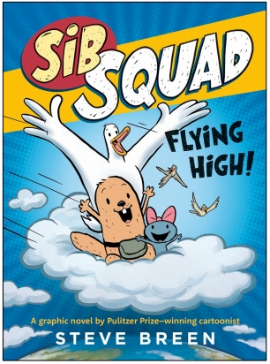 SiB
SQUAD
FLYING
HIGH!
A graphic novel by Pulitzer Prize–winning cartoonist
STEVE BREEN